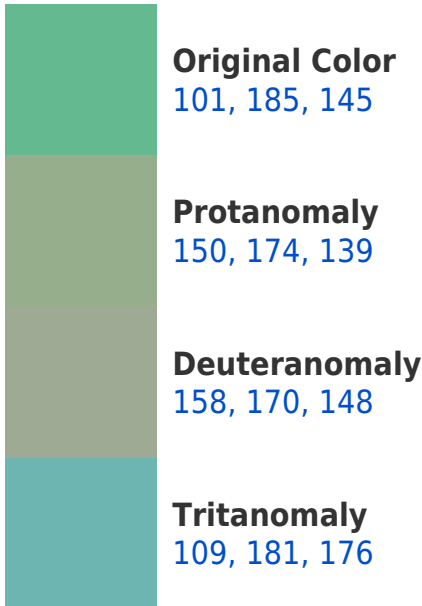 Original Color
101, 185, 145
Protanomaly
150, 174, 139
Deuteranomaly
158, 170, 148
Tritanomaly
109, 181, 176